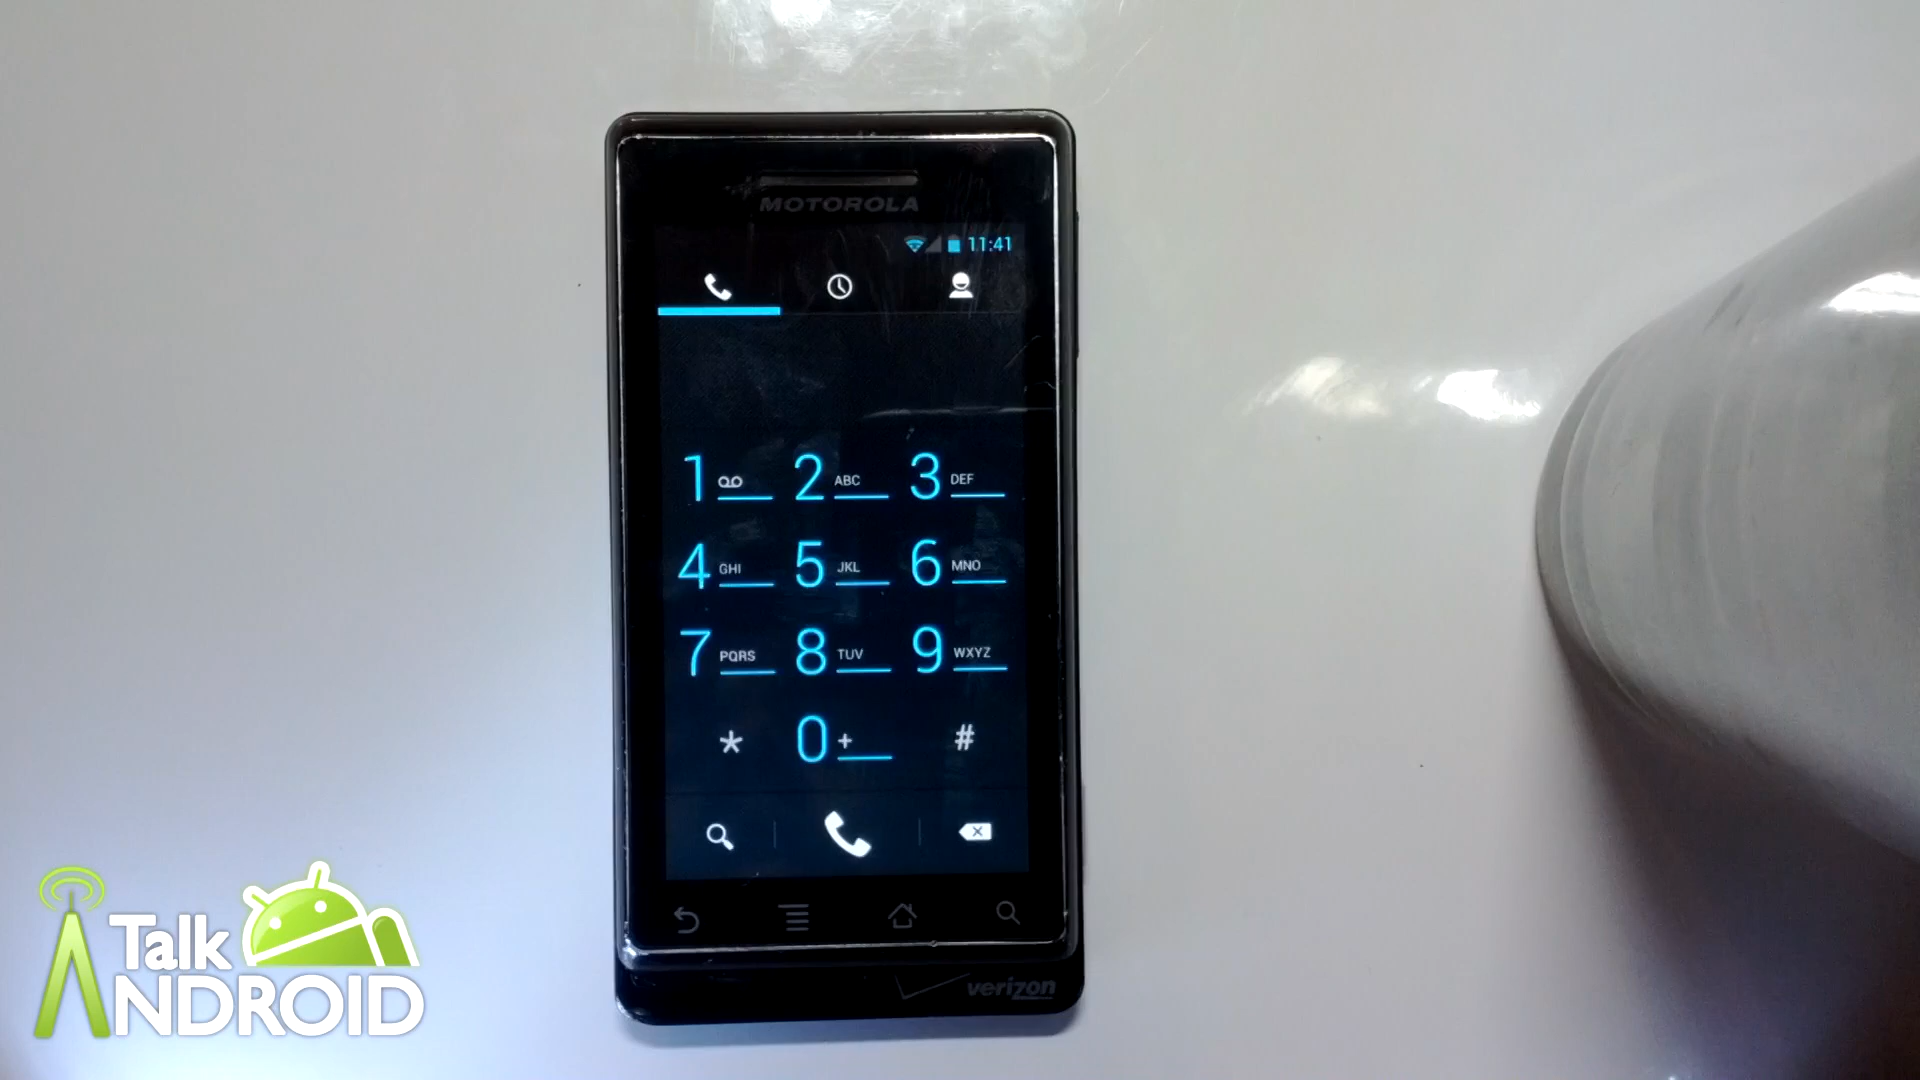 MOTOROLA
11:41
1 2 ABC 3 DEF
4 GHI 5 JKL 6 MNO
7 PQRS 8 TUV 9 WXYZ
* 0 + #
verizon
Talk
ANDROID